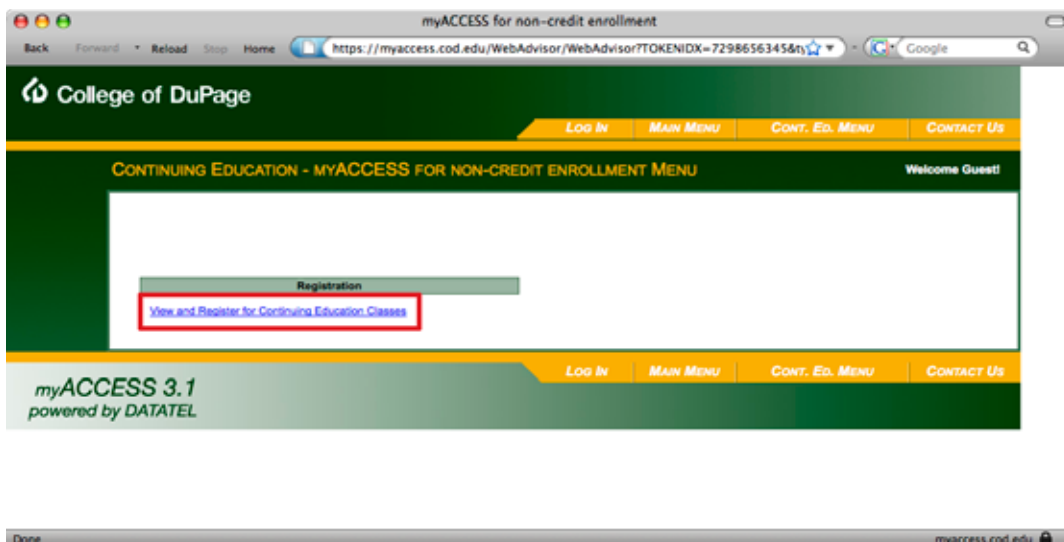 myACCESS for non-credit enrollment
Back Forward Reload Stop Home https://myaccess.cod.edu/WebAdvisor/WebAdvisor?TOKENIDX=7298656345&ty Google
College of DuPage
LOG IN MAIN MENU CONT. ED. MENU CONTACT US
CONTINUING EDUCATION - MYACCESS FOR NON-CREDIT ENROLLMENT MENU Welcome Guest!
Registration
View and Register for Continuing Education Classes
LOG IN MAIN MENU CONT. ED. MENU CONTACT US
myACCESS 3.1
powered by DATATEL
Done myaccess.cod.edu